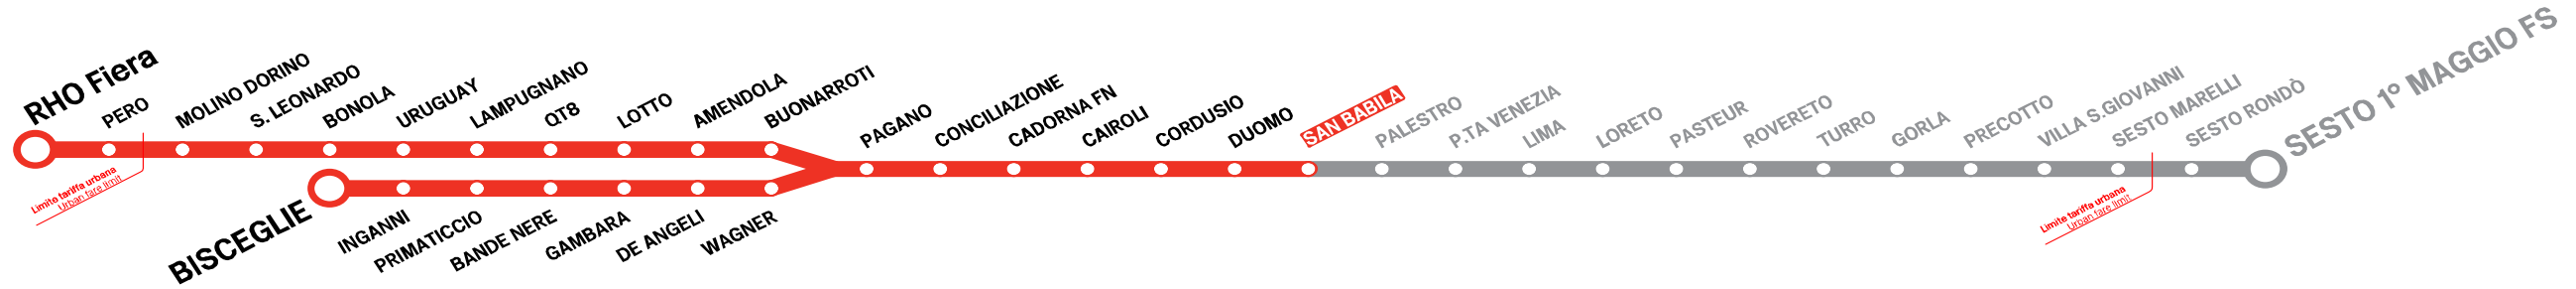 RHO Fiera
PERO
MOLINO DORINO
S. LEONARDO
BONOLA
URUGUAY
LAMPUGNANO
QT8
LOTTO
AMENDOLA
BUONARROTI
PAGANO
CONCILIAZIONE
CADORNA FN
CAIROLI
CORDUSIO
DUOMO
SAN BABILA
PALESTRO
P.TA VENEZIA
LIMA
LORETO
PASTEUR
ROVERETO
TURRO
GORLA
PRECOTTO
VILLA S.GIOVANNI
SESTO MARELLI
SESTO RONDÒ
SESTO 1° MAGGIO FS
Limite tariffa urbana
Urban fare limit
BISCEGLIE
INGANNI
PRIMATICCIO
BANDE NERE
GAMBARA
DE ANGELI
WAGNER
Limite tariffa urbana
Urban fare limit